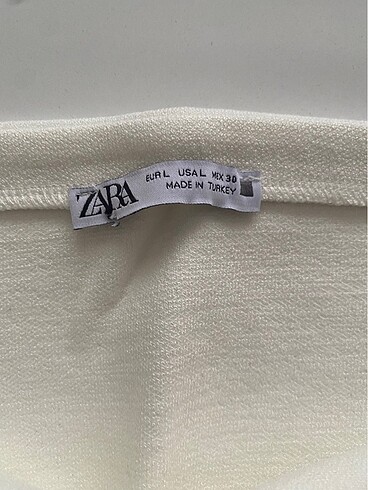 ZARA
EUR L USA L MEX 30
MADE IN TURKEY